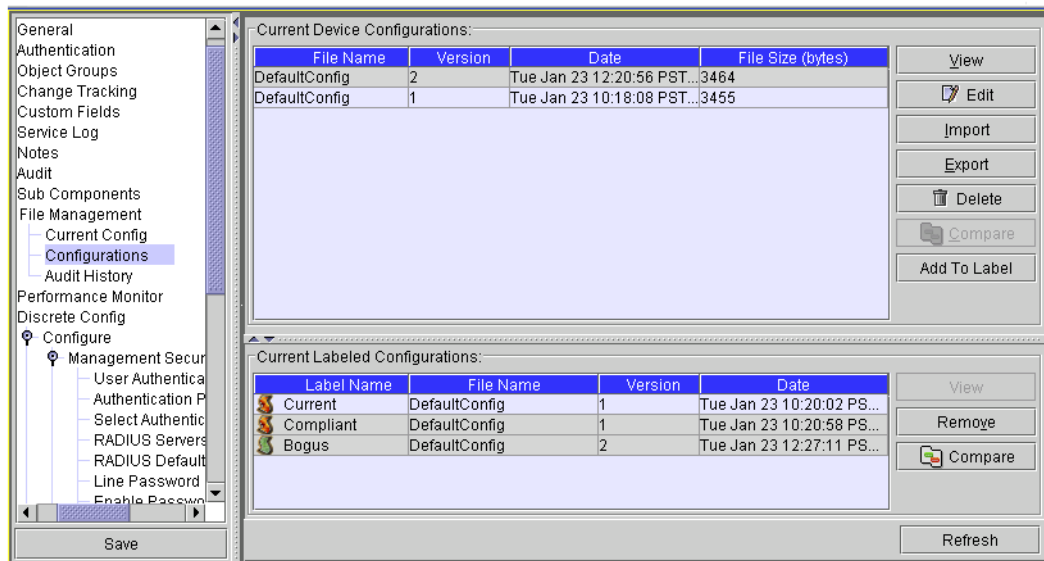 General
Authentication
Object Groups
Change Tracking
Custom Fields
Service Log
Notes
Audit
Sub Components
File Management
Current Config
Configurations
Audit History
Performance Monitor
Discrete Config
Configure
Management Secur
User Authentica
Authentication P
Select Authentic
RADIUS Servers
RADIUS Default
Line Password
Enable Passwo
Save
Current Device Configurations:
File Name Version Date File Size (bytes)
DefaultConfig 2 Tue Jan 23 12:20:56 PST... 3464
DefaultConfig 1 Tue Jan 23 10:18:08 PST... 3455
View
Edit
Import
Export
Delete
Compare
Add To Label
Current Labeled Configurations:
Label Name File Name Version Date
Current DefaultConfig 1 Tue Jan 23 10:20:02 PS...
Compliant DefaultConfig 1 Tue Jan 23 10:20:58 PS...
Bogus DefaultConfig 2 Tue Jan 23 12:27:11 PS...
View
Remove
Compare
Refresh